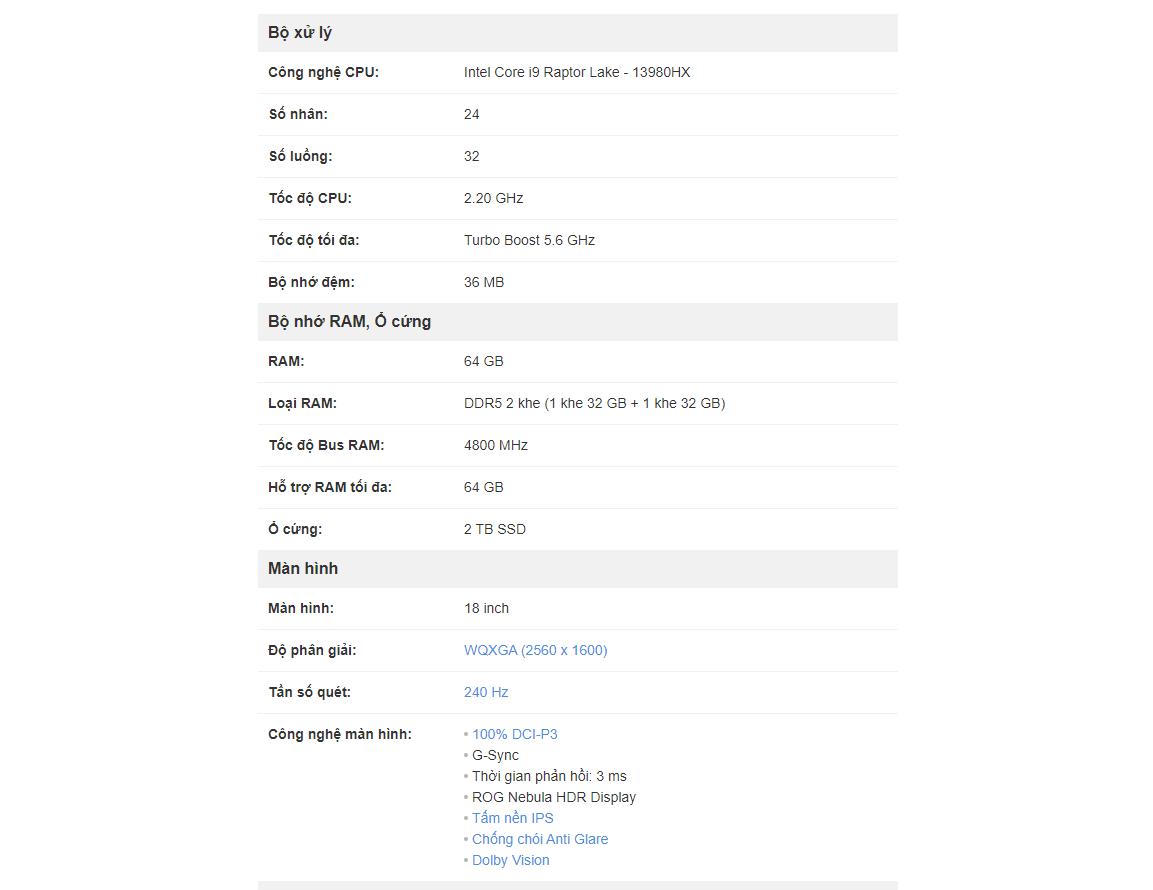 Bộ xử lý
Công nghệ CPU: Intel Core i9 Raptor Lake - 13980HX
Số nhân: 24
Số luồng: 32
Tốc độ CPU: 2.20 GHz
Tốc độ tối đa: Turbo Boost 5.6 GHz
Bộ nhớ đệm: 36 MB
Bộ nhớ RAM, Ổ cứng
RAM: 64 GB
Loại RAM: DDR5 2 khe (1 khe 32 GB + 1 khe 32 GB)
Tốc độ Bus RAM: 4800 MHz
Hỗ trợ RAM tối đa: 64 GB
Ổ cứng: 2 TB SSD
Màn hình
Màn hình: 18 inch
Độ phân giải: WQXGA (2560 x 1600)
Tần số quét: 240 Hz
Công nghệ màn hình: • 100% DCI-P3
• G-Sync
• Thời gian phản hồi: 3 ms
• ROG Nebula HDR Display
• Tấm nền IPS
• Chống chói Anti Glare
• Dolby Vision